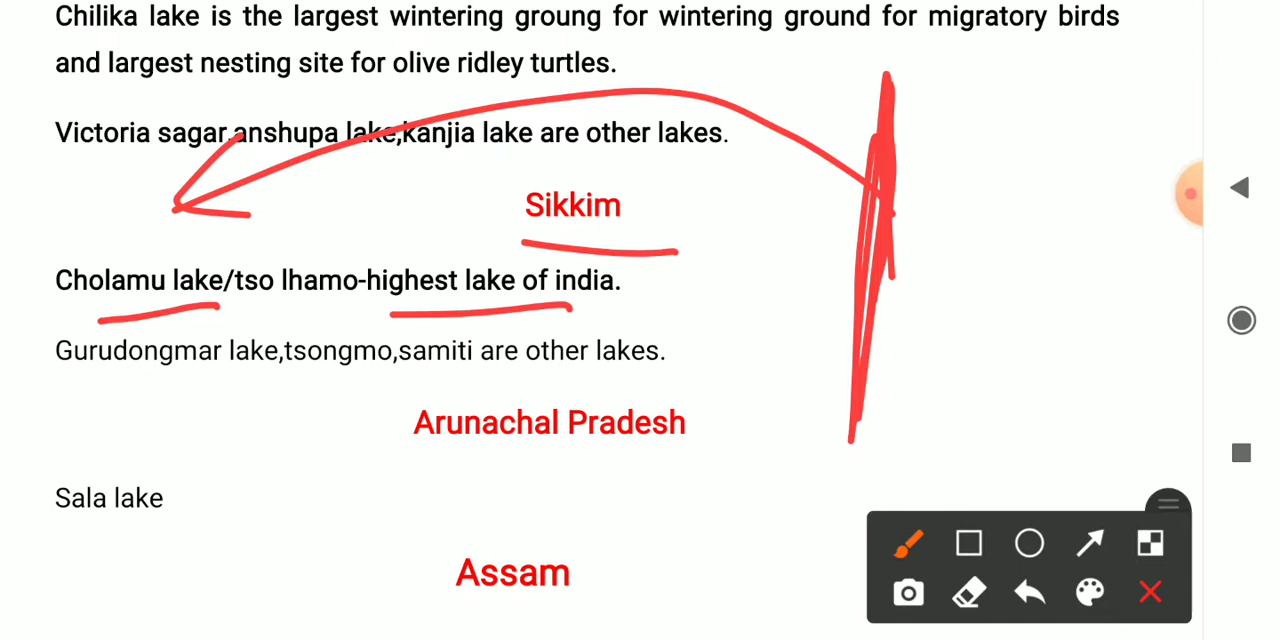 Chilika lake is the largest wintering groung for wintering ground for migratory birds
and largest nesting site for olive ridley turtles.
Victoria sagar,anshupa lake,kanjia lake are other lakes.
Sikkim
Cholamu lake/tso lhamo-highest lake of india.
Gurudongmar lake,tsongmo,samiti are other lakes.
Arunachal Pradesh
Sala lake
Assam